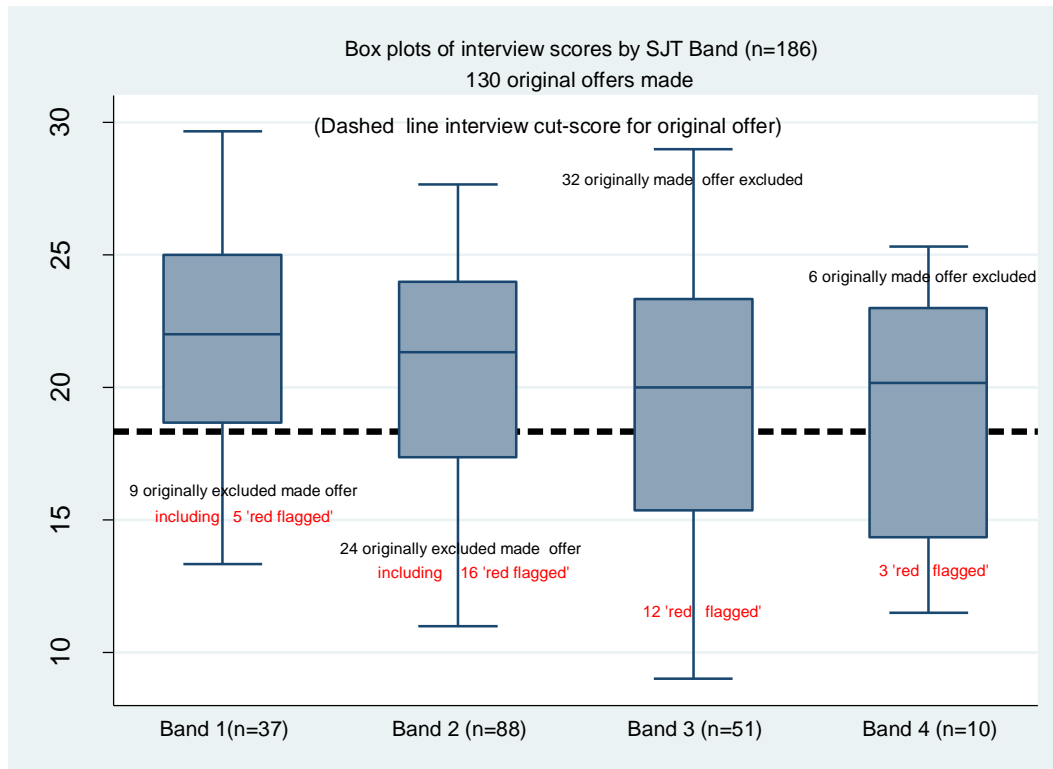 Box plots of interview scores by SJT Band (n=186)
130 original offers made
(Dashed line interview cut-score for original offer)
30
25
20
15
10
32 originally made offer excluded
6 originally made offer excluded
9 originally excluded made offer
including 5 'red flagged'
24 originally excluded made offer
including 16 'red flagged'
12 'red flagged'
3 'red flagged'
Band 1(n=37)
Band 2 (n=88)
Band 3 (n=51)
Band 4 (n=10)